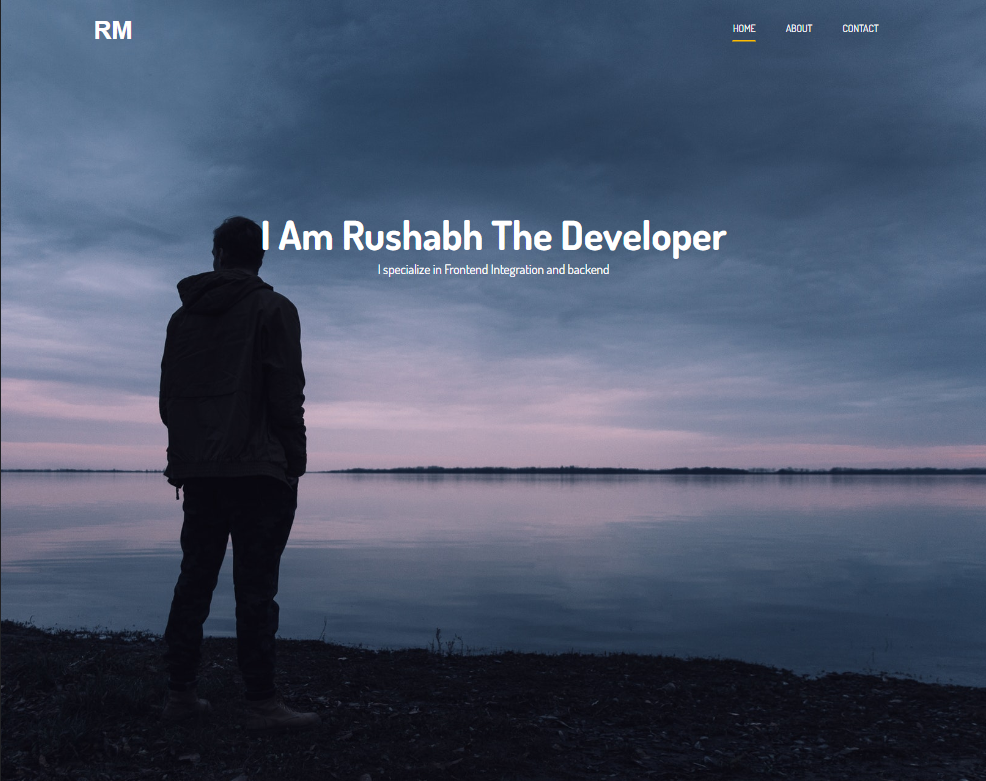 RM
HOME ABOUT CONTACT
I Am Rushabh The Developer
I specialize in Frontend Integration and backend